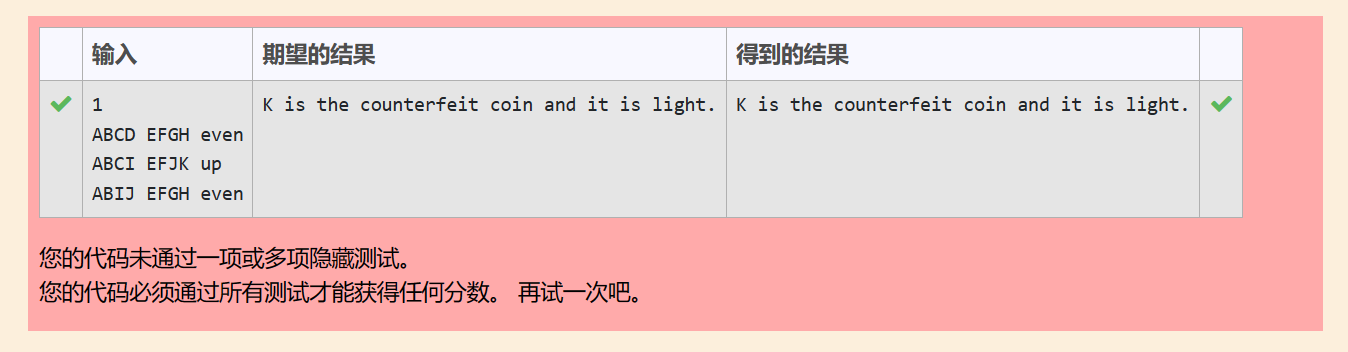 输入 期望的结果 得到的结果
1 K is the counterfeit coin and it is light. K is the counterfeit coin and it is light.
ABCD EFGH even
ABCI EFJK up
ABIJ EFGH even
您的代码未通过一项或多项隐藏测试。
您的代码必须通过所有测试才能获得任何分数。 再试一次吧。